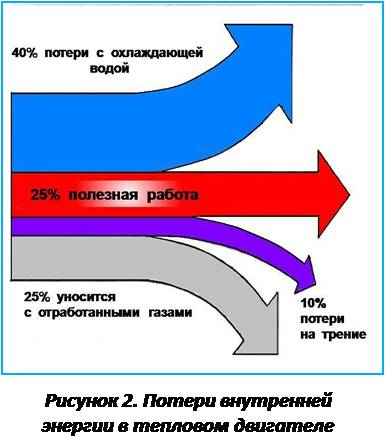 40% потери с охлаждающей
водой
25% полезная работа
25% уносится
с отработанными газами
10%
потери
на трение
Рисунок 2. Потери внутренней
энергии в тепловом двигателе